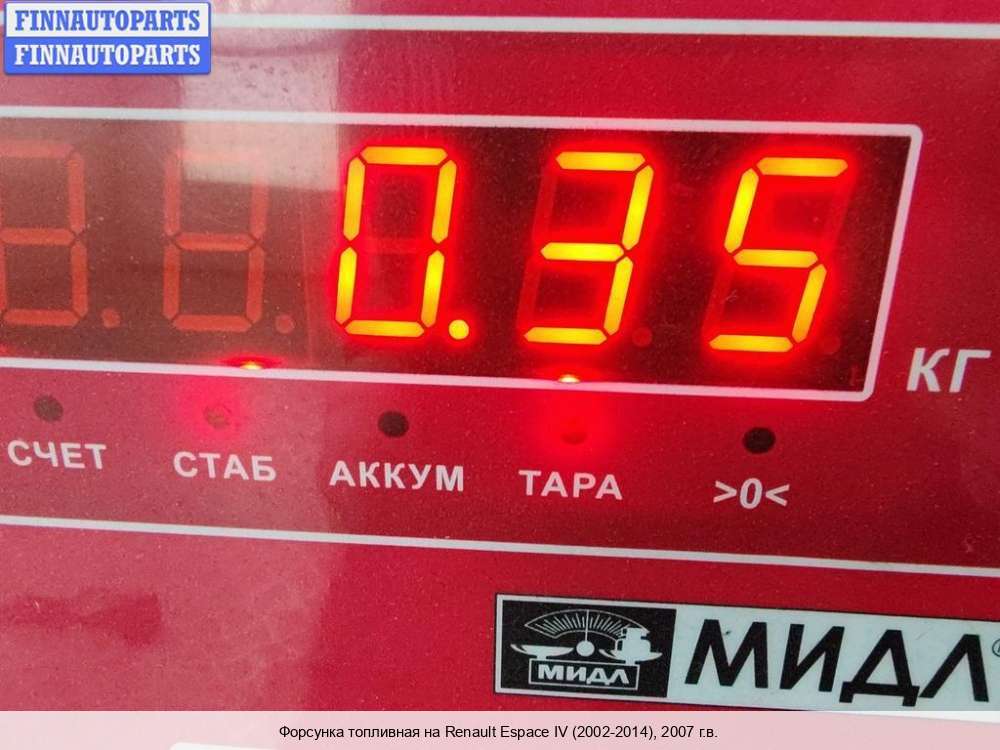 FINNAUTOPARTS
FINNAUTOPARTS
0.35
КГ
СЧЕТ СТАБ АККУМ ТАРА >0<
МИДЛ
МИДЛ
Форсунка топливная на Renault Espace IV (2002-2014), 2007 г.в.